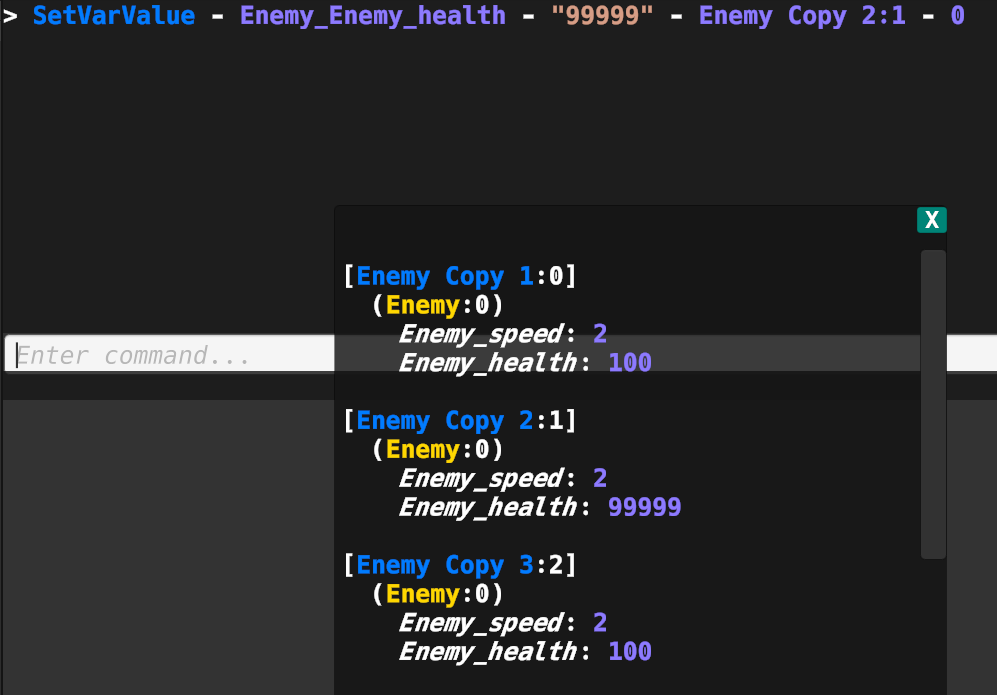 > SetVarValue - Enemy_Enemy_health - "99999" - Enemy Copy 2:1 - 0
X
[Enemy Copy 1:0]
(Enemy:0)
Enemy_speed: 2
Enter command...
Enemy_health: 100
[Enemy Copy 2:1]
(Enemy:0)
Enemy_speed: 2
Enemy_health: 99999
[Enemy Copy 3:2]
(Enemy:0)
Enemy_speed: 2
Enemy_health: 100